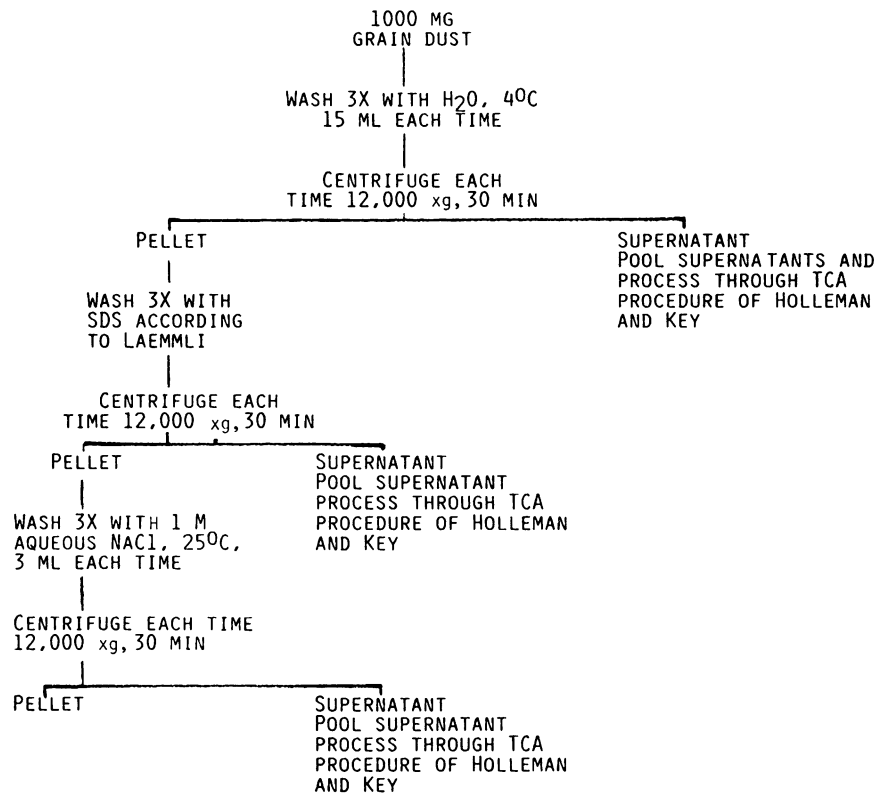 1000 MG
GRAIN DUST
WASH 3X WITH H2O, 4°C
15 ML EACH TIME
CENTRIFUGE EACH
TIME 12,000 xg, 30 MIN
PELLET
SUPERNATANT
POOL SUPERNATANTS AND
PROCESS THROUGH TCA
PROCEDURE OF HOLLEMAN
AND KEY
WASH 3X WITH
SDS ACCORDING
TO LAEMMLI
CENTRIFUGE EACH
TIME 12,000 xg, 30 MIN
PELLET
SUPERNATANT
POOL SUPERNATANT
PROCESS THROUGH TCA
PROCEDURE OF HOLLEMAN
AND KEY
WASH 3X WITH 1 M
AQUEOUS NACl, 25°C,
3 ML EACH TIME
CENTRIFUGE EACH TIME
12,000 xg, 30 MIN
PELLET
SUPERNATANT
POOL SUPERNATANT
PROCESS THROUGH TCA
PROCEDURE OF HOLLEMAN
AND KEY